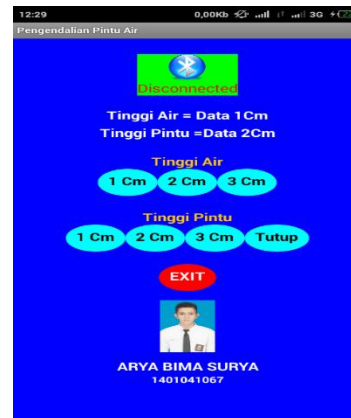 12:29 0,00Kb 3G
Pengendalian Pintu Air
Disconnected
Tinggi Air = Data 1Cm
Tinggi Pintu =Data 2Cm
Tinggi Air
1 Cm 2 Cm 3 Cm
Tinggi Pintu
1 Cm 2 Cm 3 Cm Tutup
EXIT
ARYA BIMA SURYA
1401041067